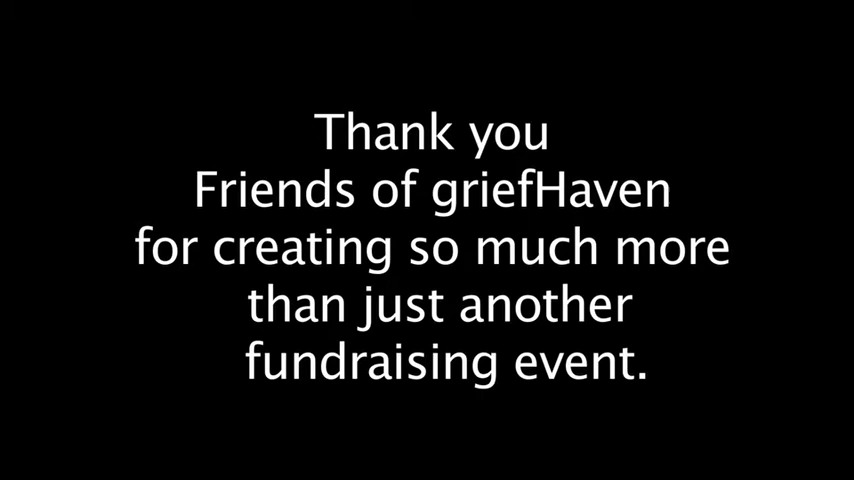 Thank you
Friends of griefHaven
for creating so much more
than just another
fundraising event.